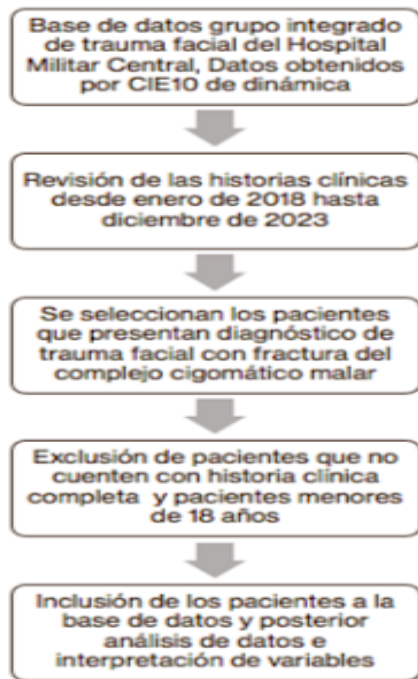 Base de datos grupo integrado
de trauma facial del Hospital
Militar Central, Datos obtenidos
por CIE10 de dinámica
Revisión de las historias clínicas
desde enero de 2018 hasta
diciembre de 2023
Se seleccionan los pacientes
que presentan diagnóstico de
trauma facial con fractura del
complejo cigomático malar
Exclusión de pacientes que no
cuenten con historia clínica
completa y pacientes menores
de 18 años
Inclusión de los pacientes a la
base de datos y posterior
análisis de datos e
interpretación de variables